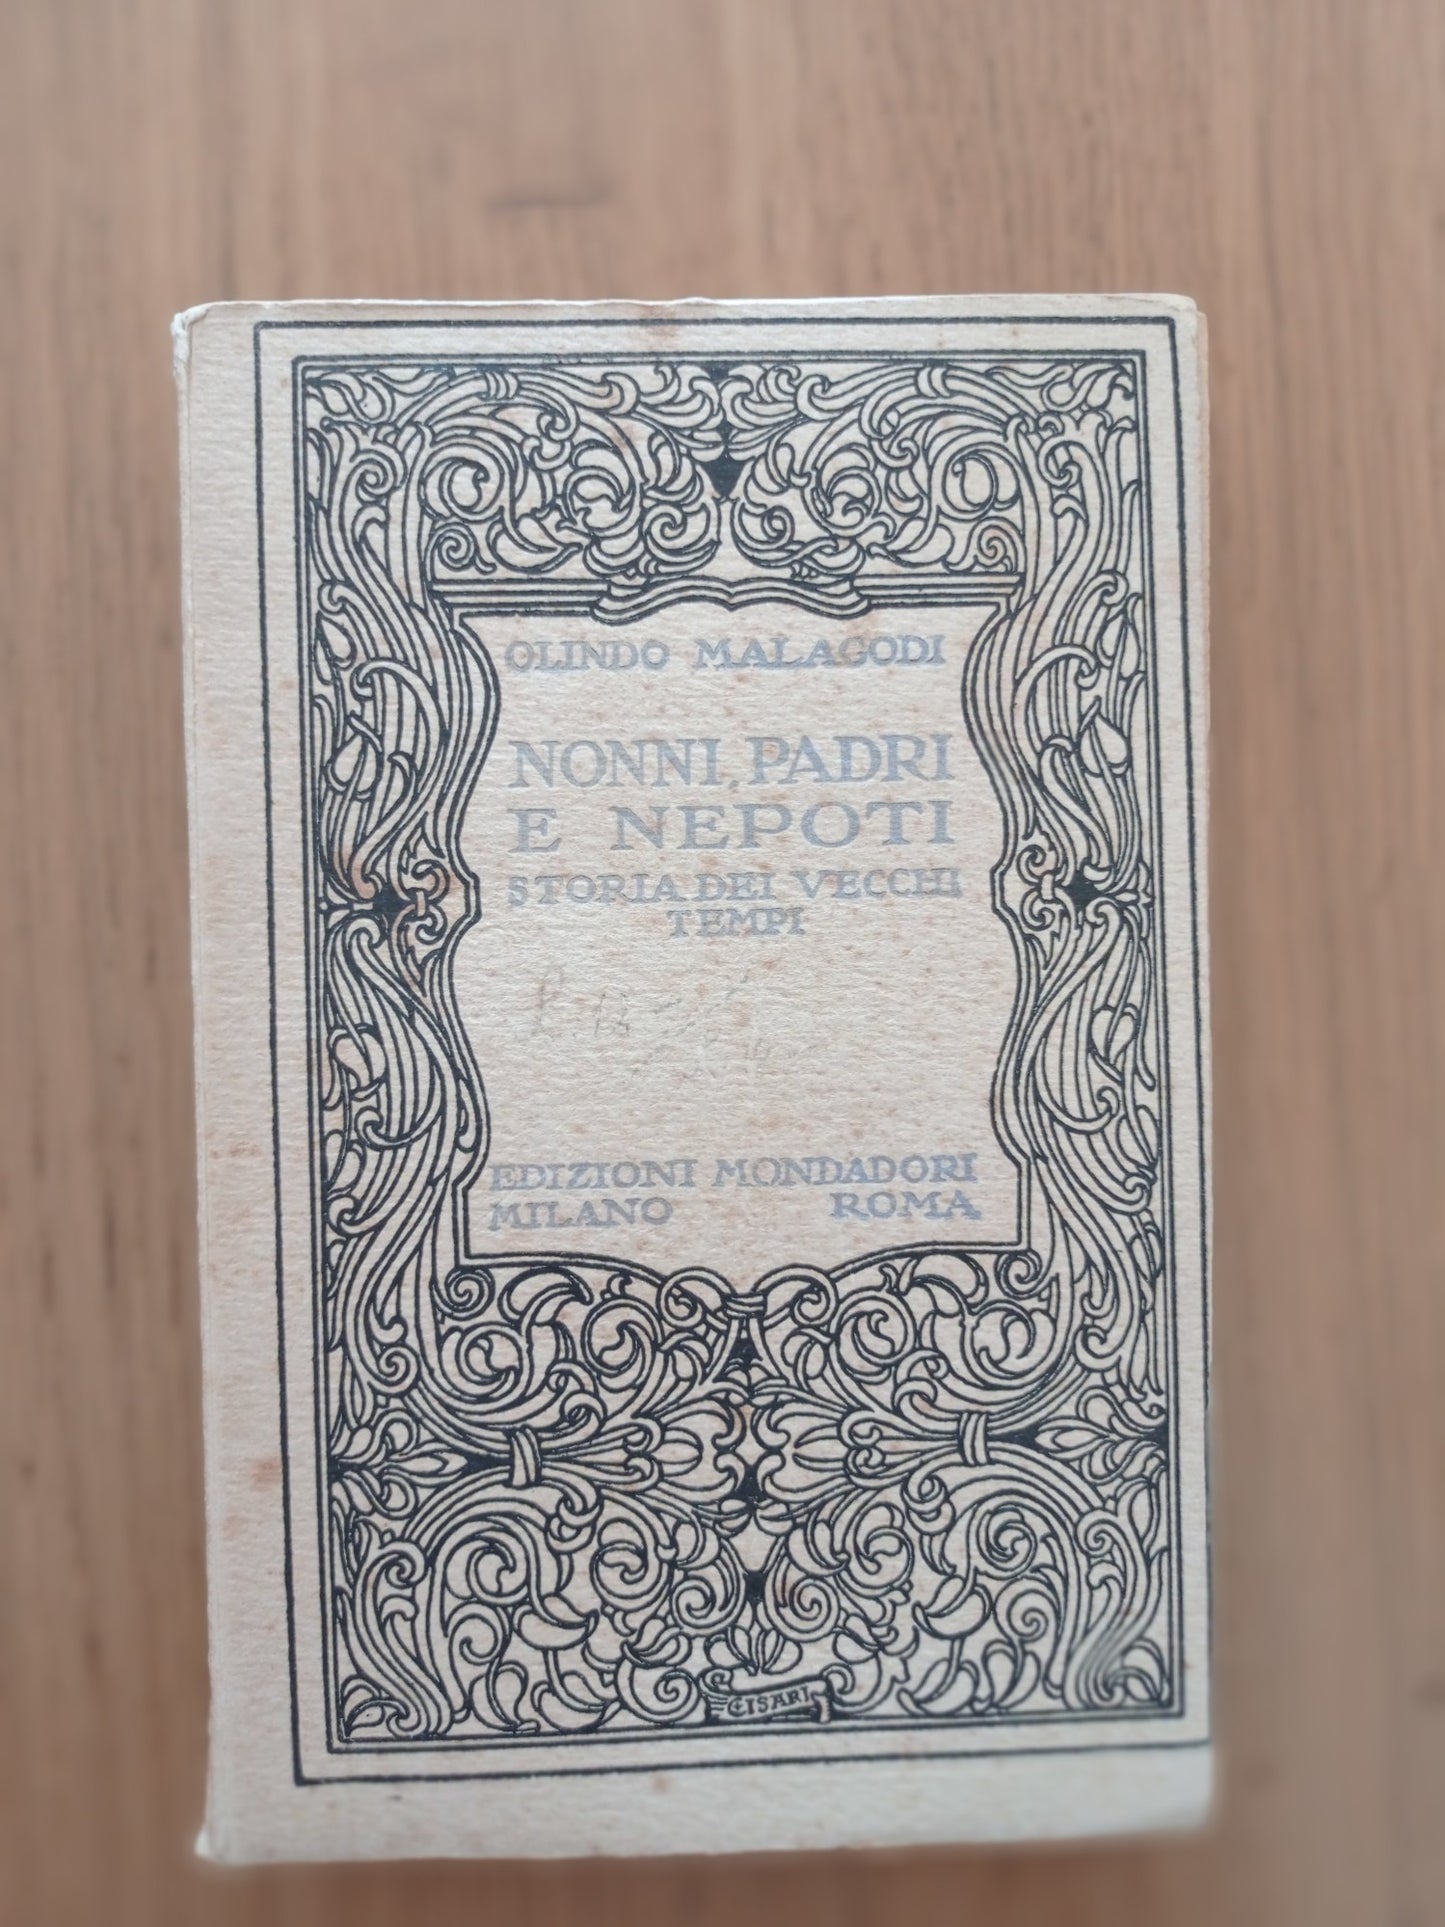 OLINDO MALAGODI
NONNI, PADRI
E NEPOTI
STORIA DEI VECCHI
TEMPI
EDIZIONI MONDADORI
MILANO ROMA
CISARI